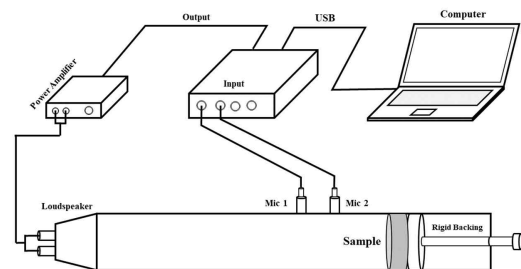 Output
USB
Computer
Power Amplifier
Input
Loudspeaker
Mic 1
Mic 2
Sample
Rigid Backing